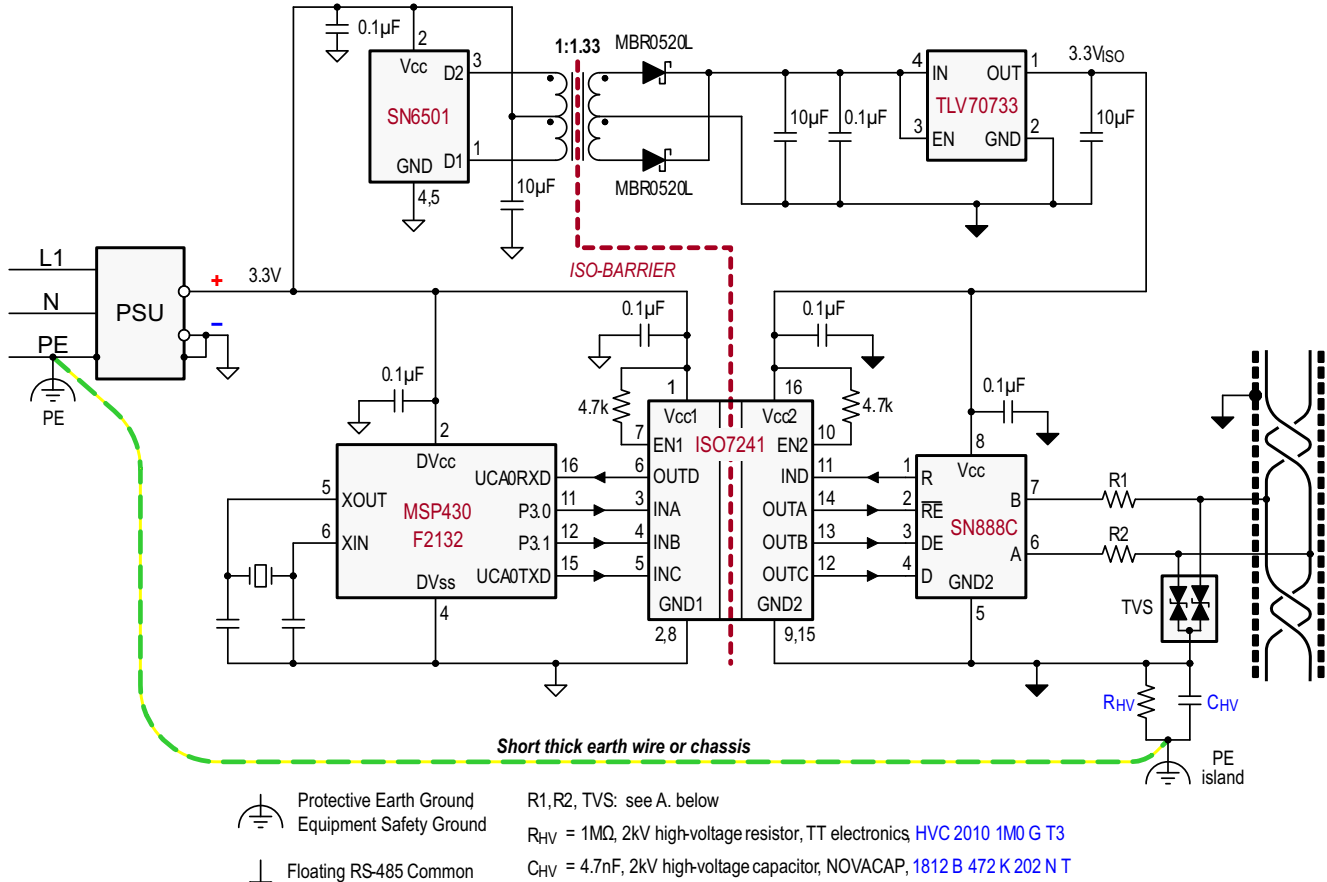 0.1µF
2
Vcc
3
D2
SN6501
1
D1
GND
4,5
10µF
1:1.33
MBR0520L
MBR0520L
10µF
0.1µF
4
IN
OUT
1
3.3VISO
TLV70733
3
EN
GND
2
10µF
ISO-BARRIER
L1
N
PE
PSU
+
−
3.3V
PE
0.1µF
0.1µF
0.1µF
0.1µF
4.7k
1
Vcc1
7
EN1
ISO7241
16
Vcc2
EN2
10
4.7k
2
DVcc
5
XOUT
6
XIN
MSP430
F2132
UCA0RXD
16
P3.0
11
P3.1
12
UCA0TXD
15
DVss
4
6
OUTD
3
INA
4
INB
5
INC
GND1
2,8
IND
11
OUTA
14
OUTB
13
OUTC
12
GND2
9,15
8
Vcc
1
R
2
RE
3
DE
4
D
SN888C
B
7
A
6
GND2
5
R1
R2
TVS
RHV
CHV
PE
island
Short thick earth wire or chassis
Protective Earth Ground,
Equipment Safety Ground
Floating RS-485 Common
R1,R2, TVS: see A. below
RHV = 1MΩ, 2kV high-voltage resistor, TT electronics, HVC 2010 1M0 G T3
CHV = 4.7nF, 2kV high-voltage capacitor, NOVACAP, 1812 B 472 K 202 N T